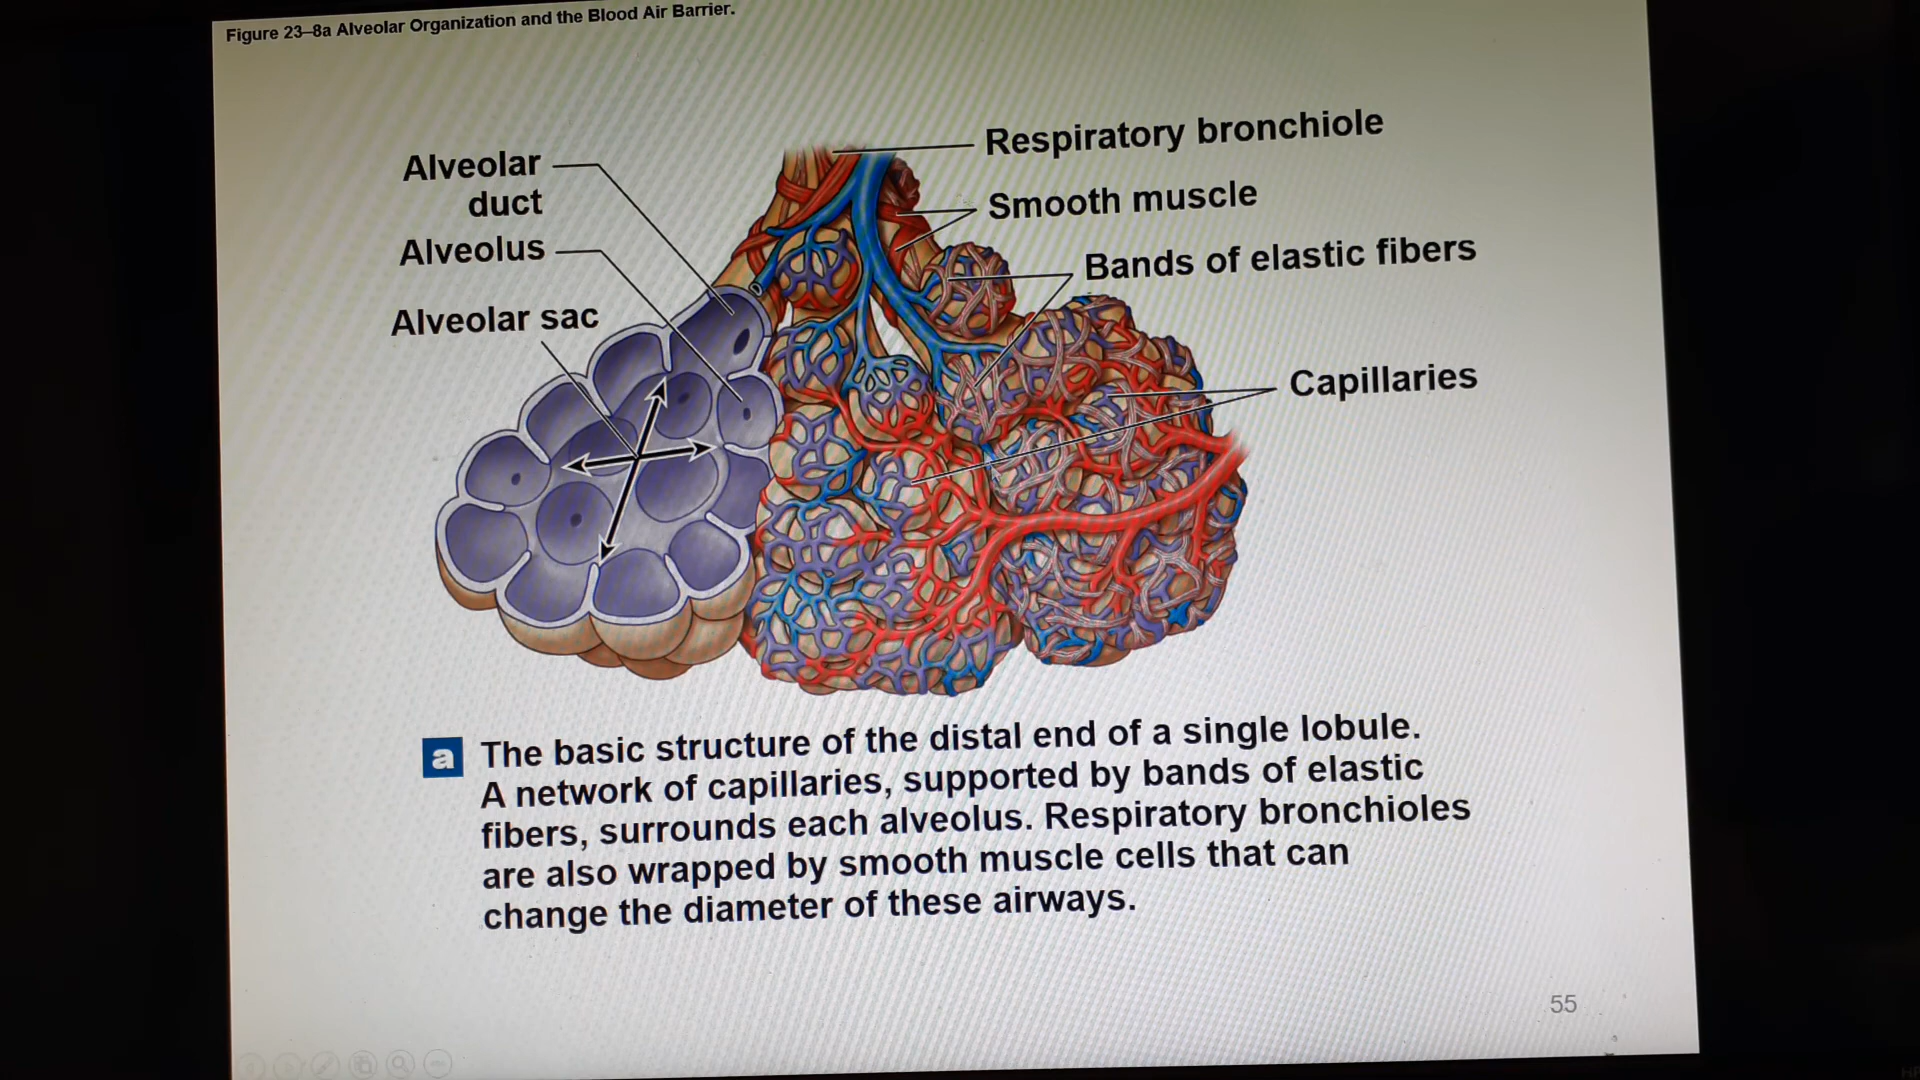 Figure 23–8a Alveolar Organization and the Blood Air Barrier.
Respiratory bronchiole
Alveolar
duct
Smooth muscle
Alveolus
Bands of elastic fibers
Alveolar sac
Capillaries
a The basic structure of the distal end of a single lobule.
A network of capillaries, supported by bands of elastic
fibers, surrounds each alveolus. Respiratory bronchioles
are also wrapped by smooth muscle cells that can
change the diameter of these airways.
55